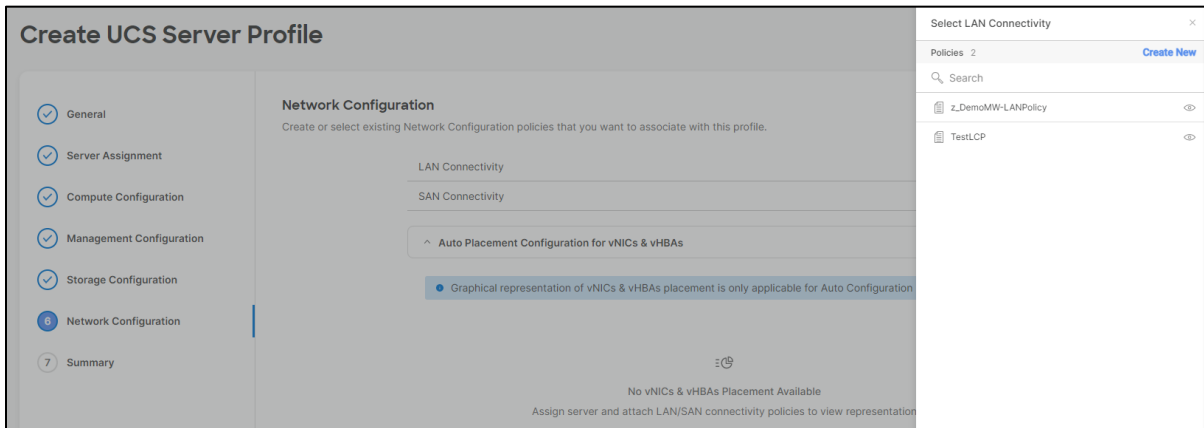 Create UCS Server Profile
General
Server Assignment
Compute Configuration
Management Configuration
Storage Configuration
6 Network Configuration
7 Summary
Network Configuration
Create or select existing Network Configuration policies that you want to associate with this profile.
LAN Connectivity
SAN Connectivity
Auto Placement Configuration for vNICs & vHBAs
Graphical representation of vNICs & vHBAs placement is only applicable for Auto Configuration
No vNICs & vHBAs Placement Available
Assign server and attach LAN/SAN connectivity policies to view representation
Select LAN Connectivity
Policies 2 Create New
Search
z_DemoMW-LANPolicy
TestLCP